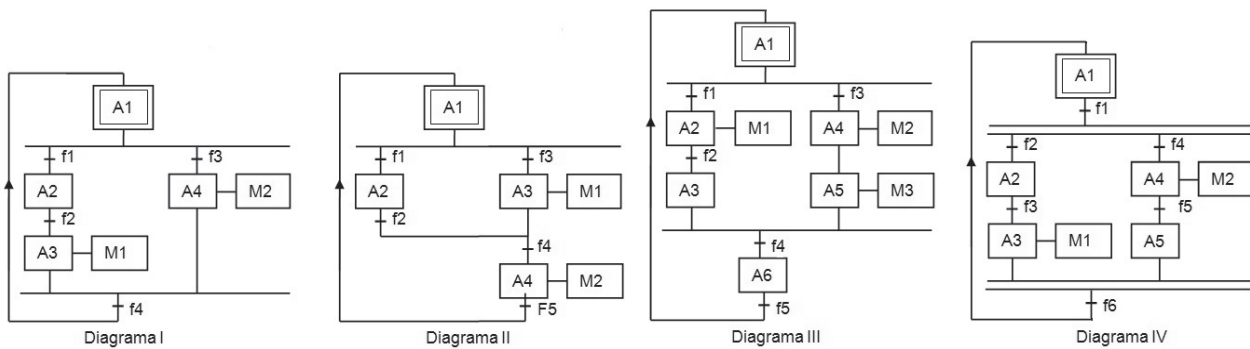 A1
f1
f3
A2
A4
M2
f2
A3
M1
f4
Diagrama I
A1
f1
f3
A2
A3
M1
f2
f4
A4
M2
F5
Diagrama II
A1
f1
f3
A2
M1
A4
M2
f2
A3
A5
M3
f4
A6
f5
Diagrama III
A1
f1
f2
f4
A2
A4
M2
f3
f5
A3
M1
A5
f6
Diagrama IV